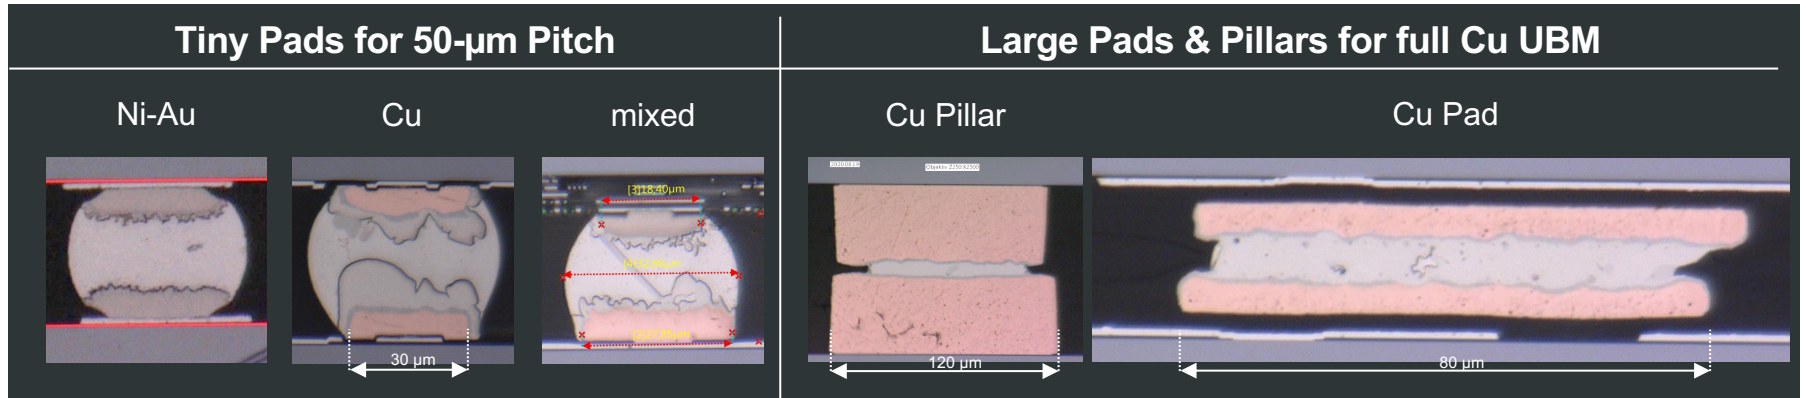 Tiny Pads for 50-µm Pitch
Large Pads & Pillars for full Cu UBM
Ni-Au
Cu
mixed
Cu Pillar
Cu Pad
[3]18,40µm
30 µm
120 µm
80 µm